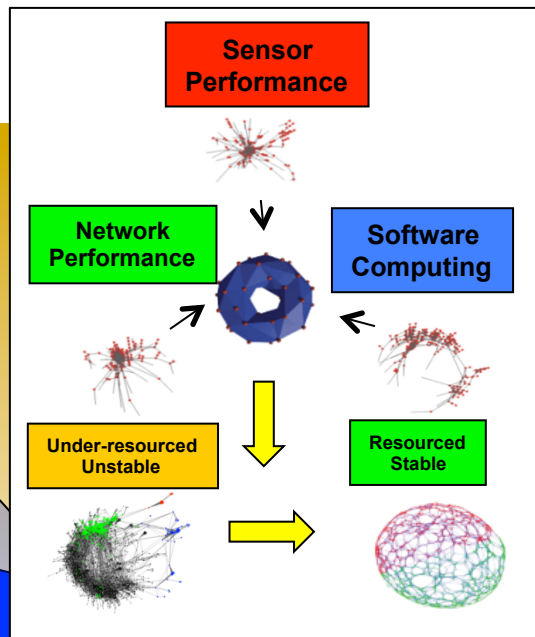 Sensor
Performance
Network
Performance
Software
Computing
Under-resourced
Unstable
Resourced
Stable